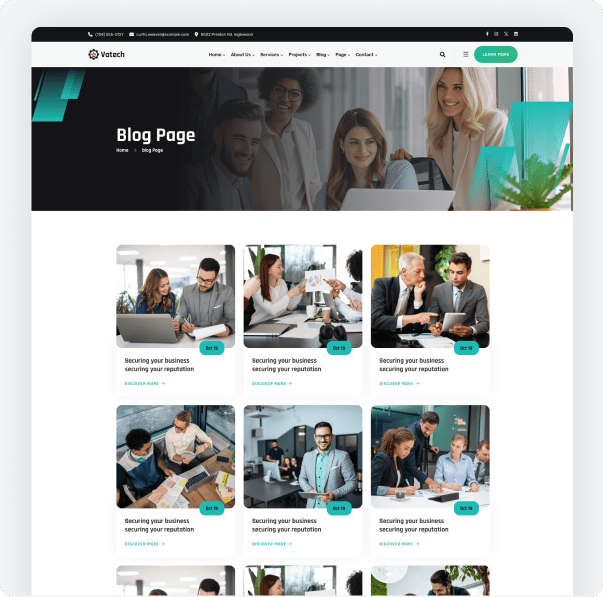 (704) 555-0127 curtis.weaver@example.com 6502 Preston Rd. Inglewood
Vatech Home About Us Services Projects Blog Page Contact LEARN MORE
Blog Page
Home > blog Page
Oct 19 Oct 19 Oct 19
Securing your business Securing your business Securing your business
securing your reputation securing your reputation securing your reputation
DISCOVER MORE + DISCOVER MORE + DISCOVER MORE +
Oct 19 Oct 19 Oct 19
Securing your business Securing your business Securing your business
securing your reputation securing your reputation securing your reputation
DISCOVER MORE + DISCOVER MORE + DISCOVER MORE +